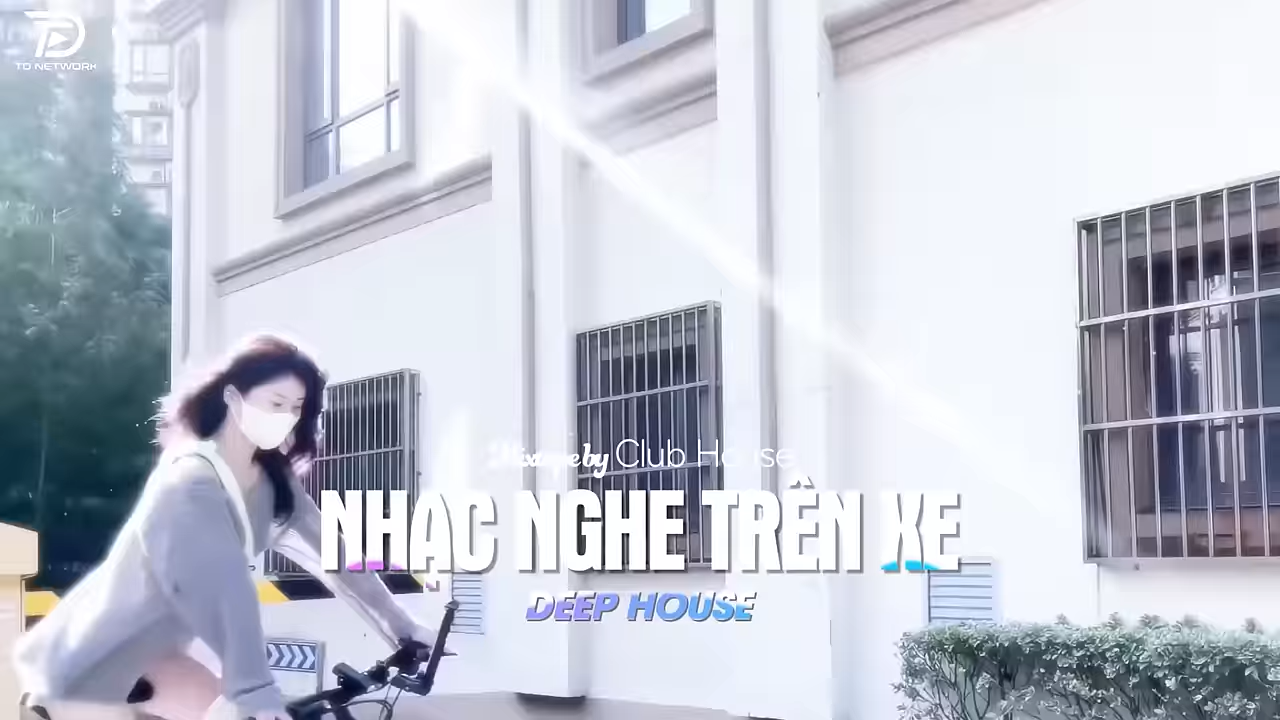 TD NETWORK
Mixtape by Club House
NHẠC NGHE TRÊN XE
DEEP HOUSE